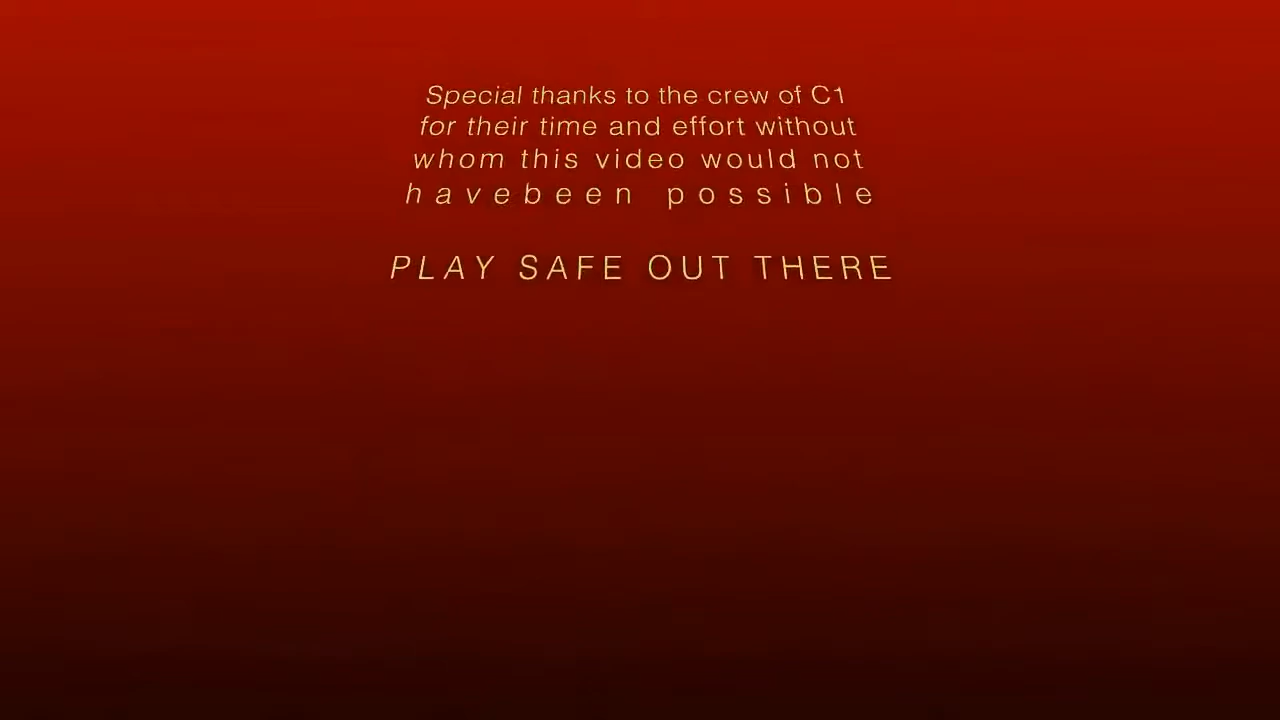 Special thanks to the crew of C1
for their time and effort without
whom this video would not
havebeen possible
PLAY SAFE OUT THERE